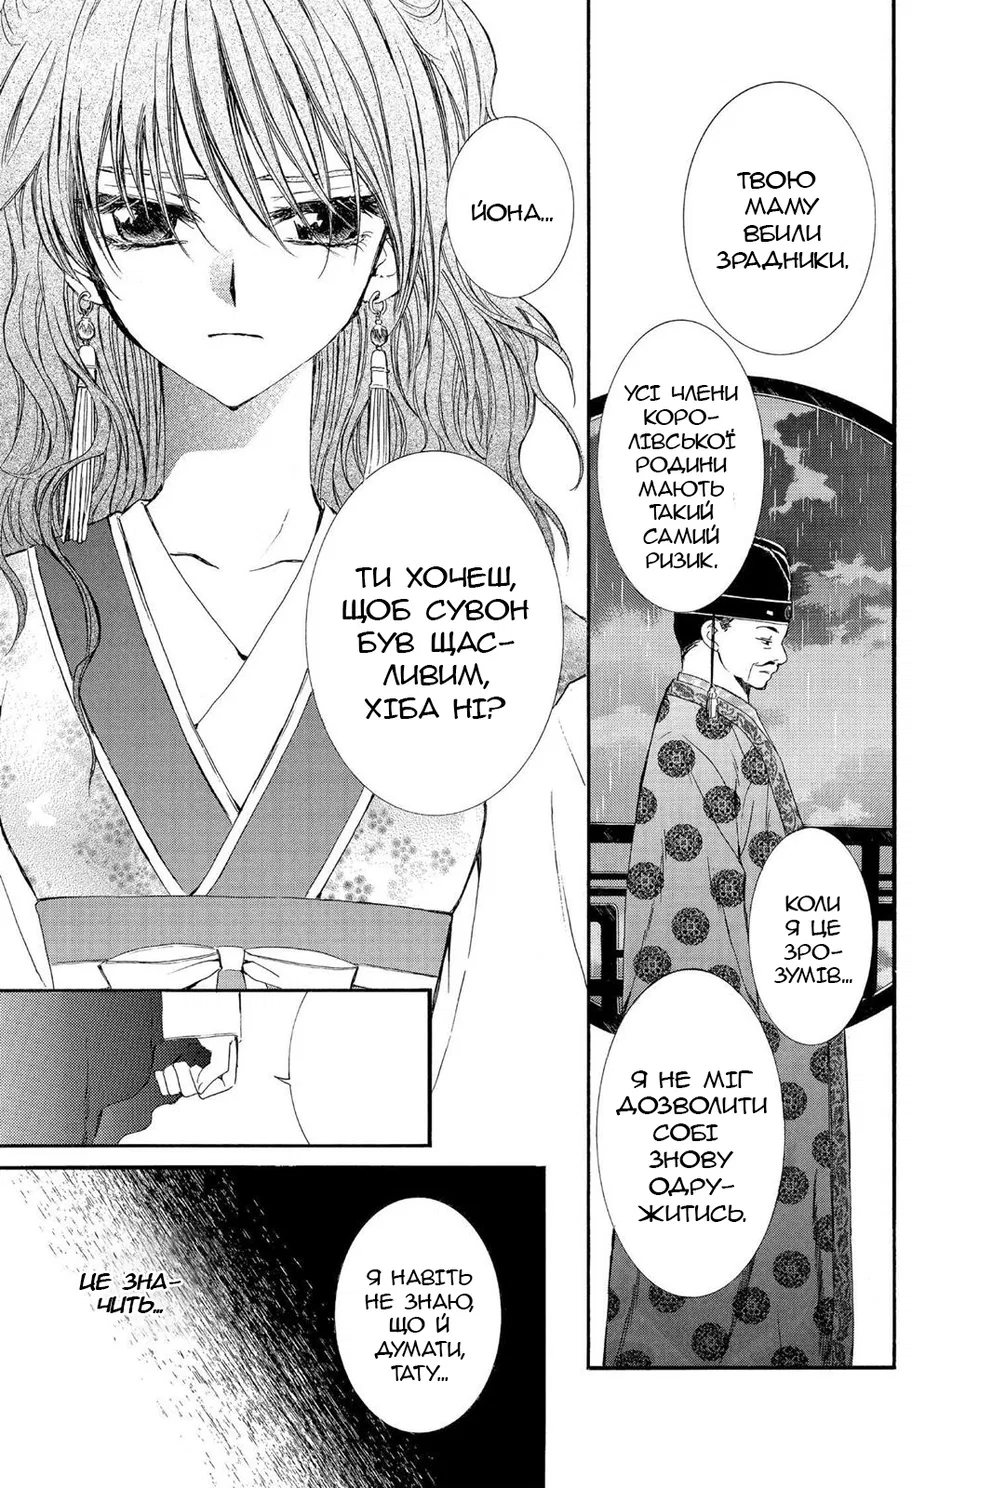 ТВОЮ
МАМУ
ВБИЛИ
ЗРАДНИКИ.
УСІ ЧЛЕНИ
КОРО-
ЛІВСЬКОЇ
РОДИНИ
МАЮТЬ
ТАКИЙ
САМИЙ
РИЗИК.
КОЛИ
Я ЦЕ
ЗРО-
ЗУМІВ...
Я НЕ МІГ
ДОЗВОЛИТИ
СОБІ
ЗНОВУ
ОДРУ-
ЖИТИСЬ.
ЙОНА...
ТИ ХОЧЕШ,
ЩОБ СУВОН
БУВ ЩАС-
ЛИВИМ,
ХІБА НІ?
Я НАВІТЬ
НЕ ЗНАЮ,
ЩО Й
ДУМАТИ,
ТАТУ...
ЦЕ ЗНА-
ЧИТЬ...